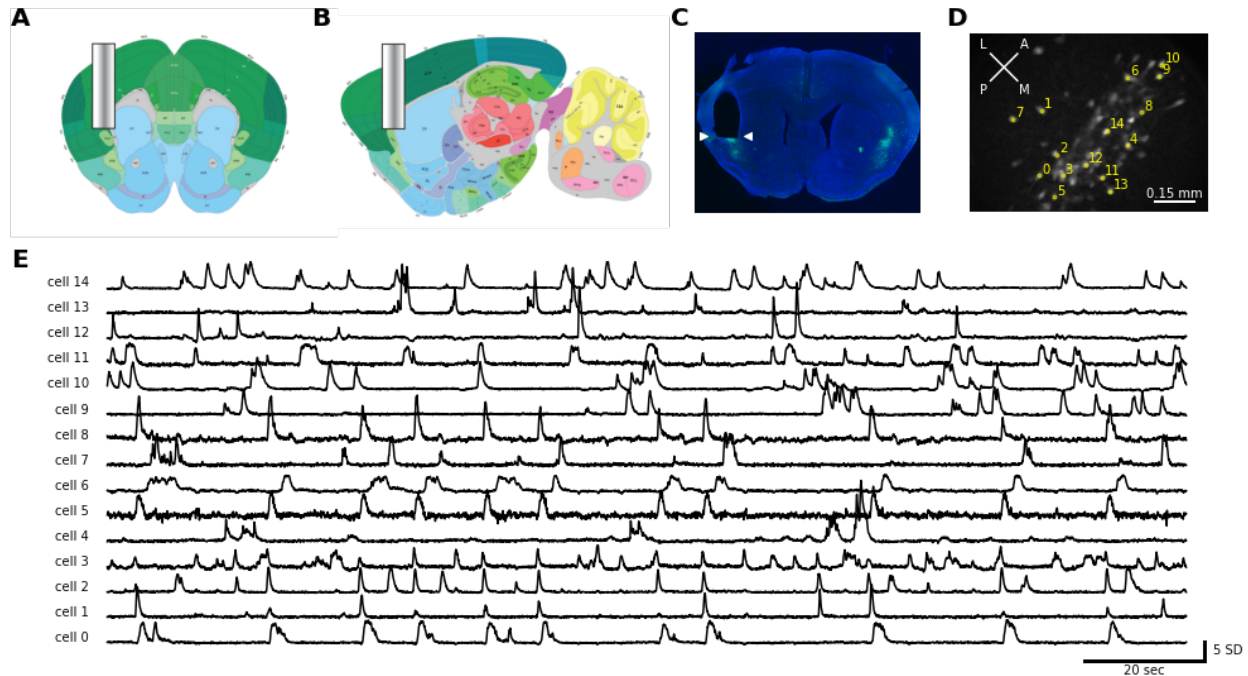 A
B
C
D
L A
P M
10
9
6
8
7
1
14
4
2
12
0
3
11
5
13
0.15 mm
E
cell 14
cell 13
cell 12
cell 11
cell 10
cell 9
cell 8
cell 7
cell 6
cell 5
cell 4
cell 3
cell 2
cell 1
cell 0
5 SD
20 sec